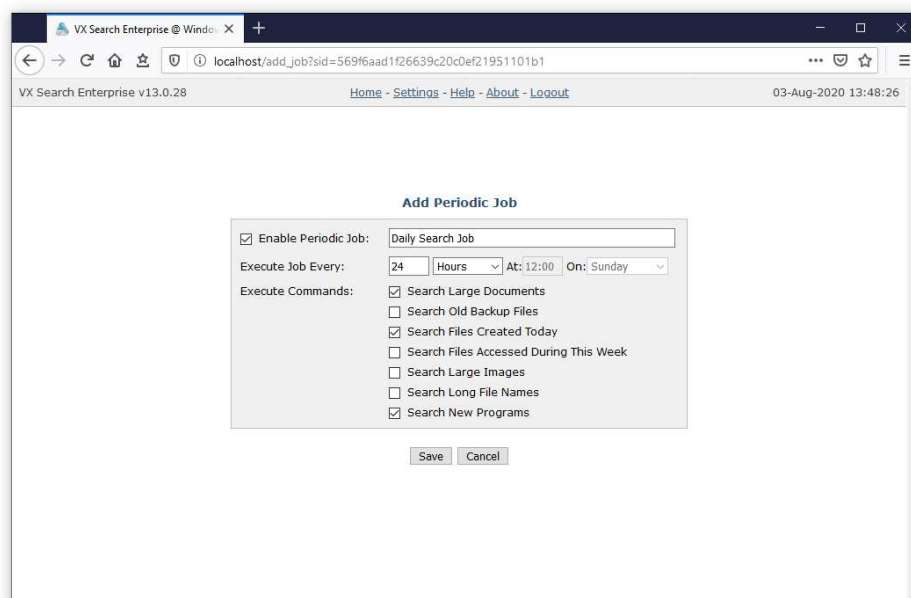 VX Search Enterprise @ Windo
localhost/add_job?sid=569f6aad1f26639c20c0ef21951101b1
VX Search Enterprise v13.0.28 Home - Settings - Help - About - Logout 03-Aug-2020 13:48:26
Add Periodic Job
Enable Periodic Job: Daily Search Job
Execute Job Every: 24 Hours At: 12:00 On: Sunday
Execute Commands: Search Large Documents
Search Old Backup Files
Search Files Created Today
Search Files Accessed During This Week
Search Large Images
Search Long File Names
Search New Programs
Save Cancel